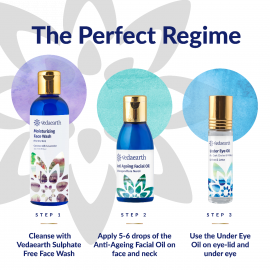 The Perfect Regime
vedaearth
Moisturising
Face Wash
vedaearth
Anti Ageing Facial Oil
vedaearth
Under Eye Oil
STEP 1
Cleanse with
Vedaearth Sulphate
Free Face Wash
STEP 2
Apply 5-6 drops of the
Anti-Ageing Facial Oil on
face and neck
STEP 3
Use the Under Eye
Oil on eye-lid and
under eye